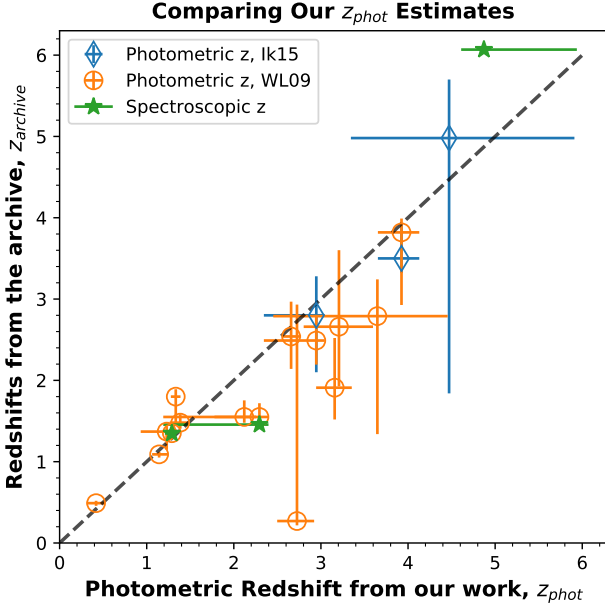 Comparing Our z_phot Estimates
Photometric z, Ik15
Photometric z, WL09
Spectroscopic z
Redshifts from the archive, z_archive
6
5
4
3
2
1
0
0 1 2 3 4 5 6
Photometric Redshift from our work, z_phot